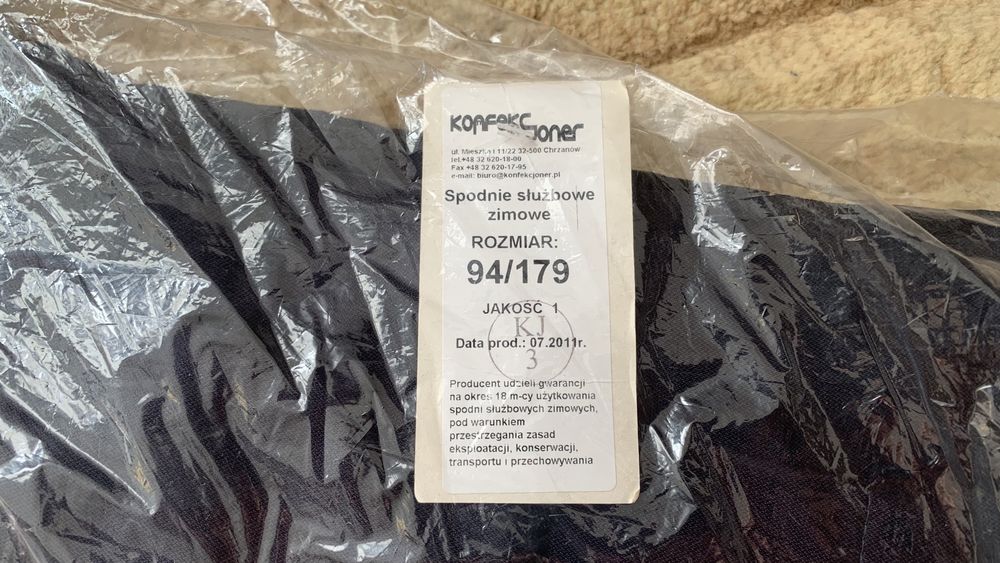 konfekcjoner
ul. Mieszka I 11/22 32-500 Chrzanów
tel.+48 32 620-18-00
Fax +48 32 620-17-95
e-mail: biuro@konfekcjoner.pl
Spodnie służbowe
zimowe
ROZMIAR:
94/179
JAKOŚĆ 1
KJ
Data prod.: 07.2011r.
3
Producent udzieli gwarancji
na okres 18 m-cy użytkowania
spodni służbowych zimowych,
pod warunkiem
przestrzegania zasad
eksploatacji, konserwacji,
transportu i przechowywania